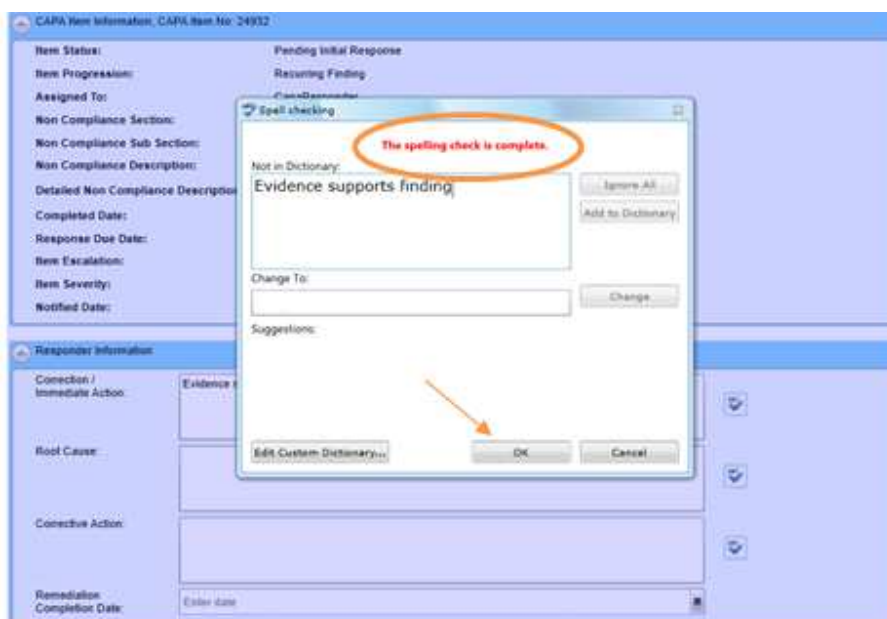 CAPA Item Information, CAPA Item No: 24932
Item Status: Pending Initial Response
Item Progression: Recurring Finding
Assigned To: CapaResponder
Non Compliance Section:
Non Compliance Sub Section:
Non Compliance Description:
Detailed Non Compliance Description
Completed Date:
Response Due Date:
Item Escalation:
Item Severity:
Notified Date:
Spell checking
The spelling check is complete.
Not in Dictionary:
Evidence supports finding
Ignore All
Add to Dictionary
Change To:
Change
Suggestions:
Edit Custom Dictionary...
OK
Cancel
Responder Information
Correction /
Immediate Action:
Evidence
Root Cause:
Corrective Action:
Remediation
Completion Date:
Enter date